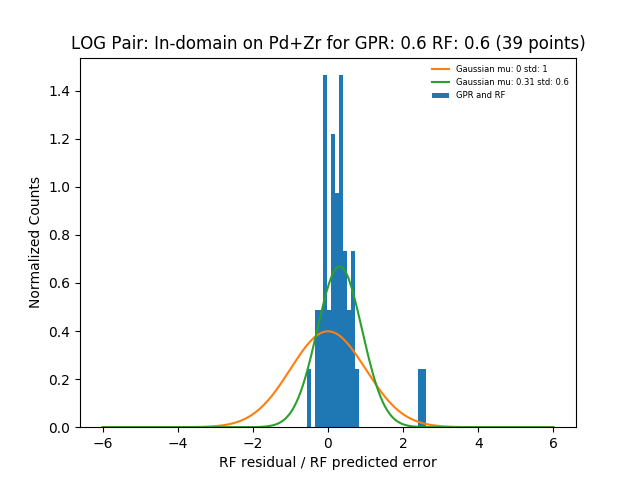 LOG Pair: In-domain on Pd+Zr for GPR: 0.6 RF: 0.6 (39 points)
Gaussian mu: 0 std: 1
Gaussian mu: 0.31 std: 0.6
GPR and RF
Normalized Counts
1.4
1.2
1.0
0.8
0.6
0.4
0.2
0.0
−6 −4 −2 0 2 4 6
RF residual / RF predicted error